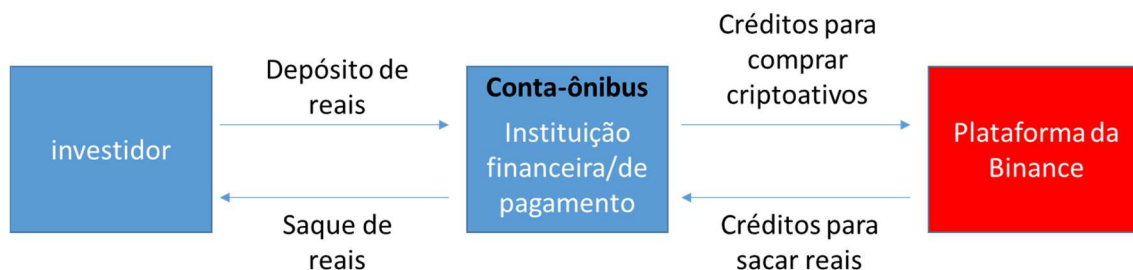 investidor
Depósito de
reais
Saque de
reais
Conta-ônibus
Instituição
financeira/de
pagamento
Créditos para
comprar
criptoativos
Créditos para
sacar reais
Plataforma da
Binance